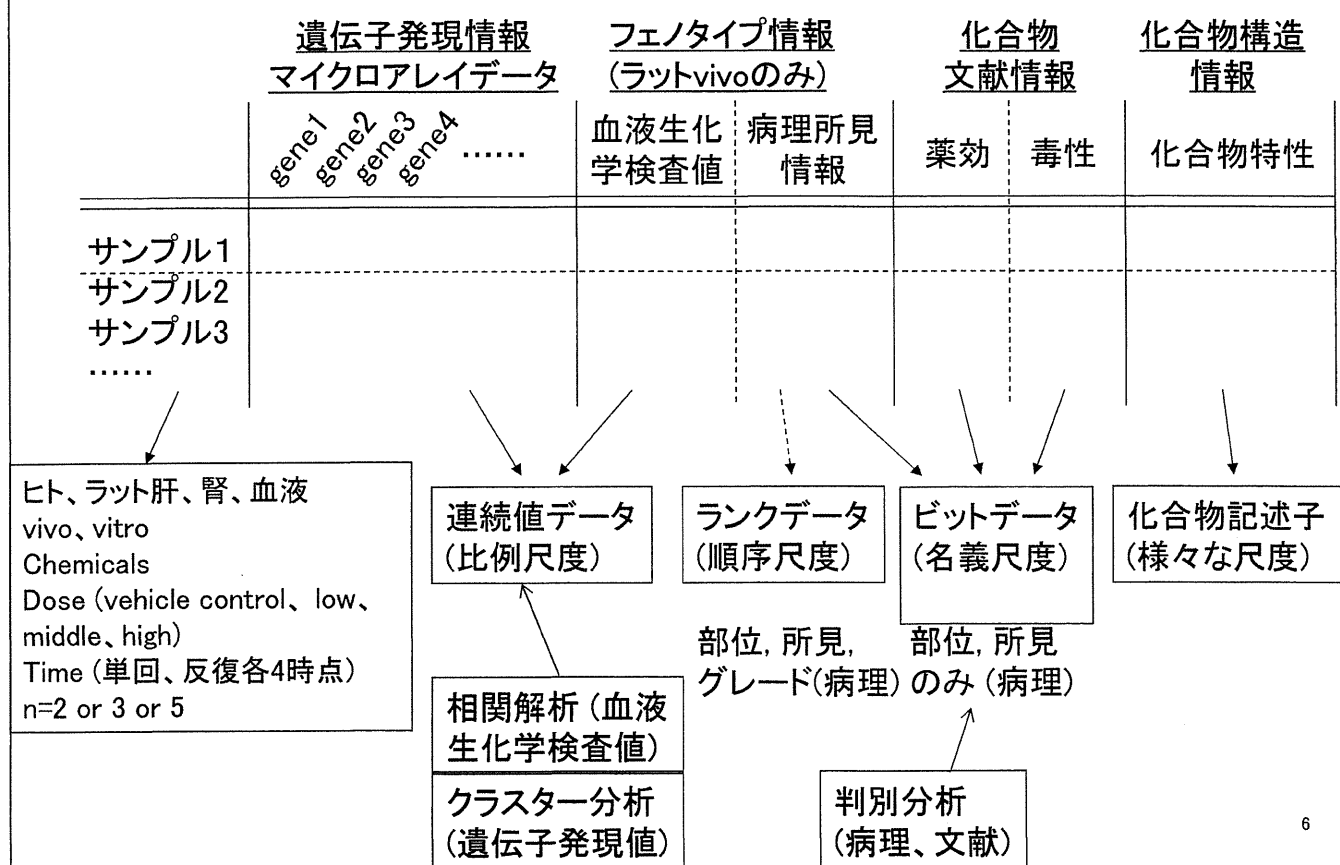 遺伝子発現情報
マイクロアレイデータ
フェノタイプ情報
(ラットvivoのみ)
化合物
文献情報
化合物構造
情報
gene1
gene2
gene3
gene4
……
血液生化
学検査値
病理所見
情報
薬効
毒性
化合物特性
サンプル1
サンプル2
サンプル3
……
ヒト、ラット肝、腎、血液
vivo、vitro
Chemicals
Dose (vehicle control、 low、
middle、high)
Time (単回、反復各4時点)
n=2 or 3 or 5
連続値データ
(比例尺度)
ランクデータ
(順序尺度)
ビットデータ
(名義尺度)
化合物記述子
(様々な尺度)
部位, 所見,
グレード(病理)
部位, 所見
のみ (病理)
相関解析 (血液
生化学検査値)
クラスター分析
(遺伝子発現値)
判別分析
(病理、文献)
6